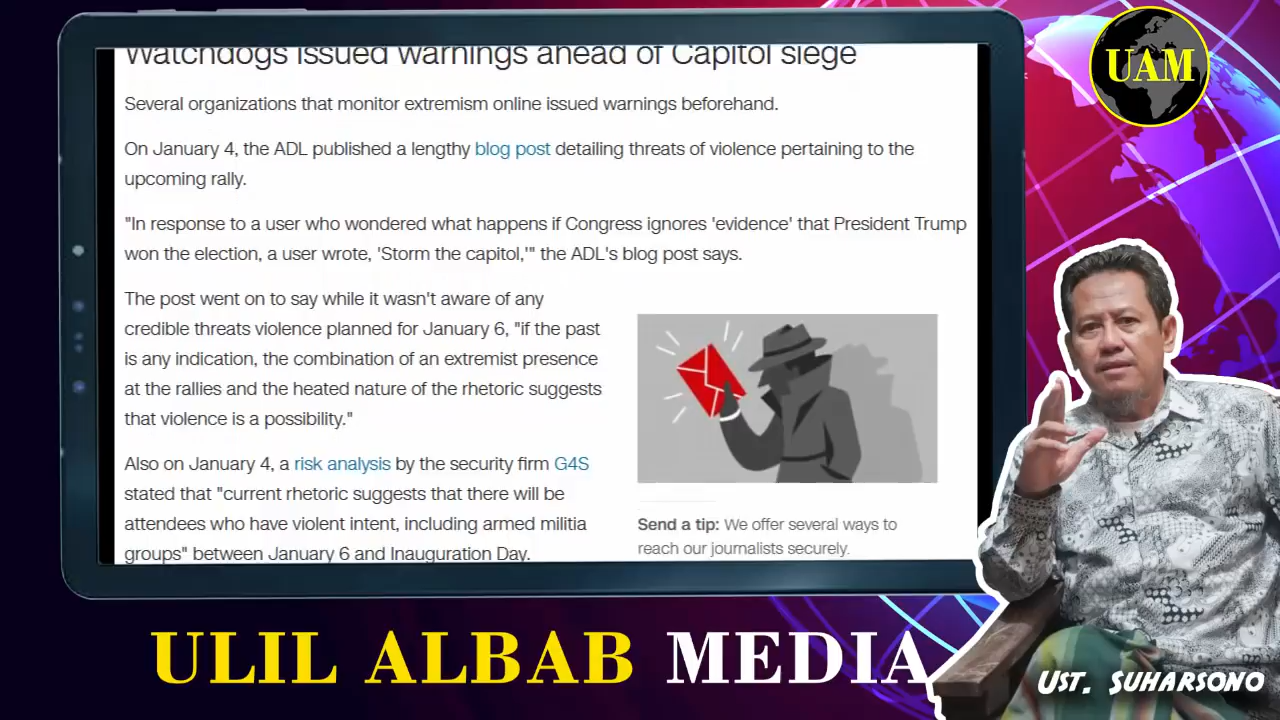 Watchdogs issued warnings ahead of Capitol siege
Several organizations that monitor extremism online issued warnings beforehand.
On January 4, the ADL published a lengthy blog post detailing threats of violence pertaining to the
upcoming rally.
"In response to a user who wondered what happens if Congress ignores 'evidence' that President Trump
won the election, a user wrote, 'Storm the capitol,'" the ADL's blog post says.
The post went on to say while it wasn't aware of any
credible threats violence planned for January 6, "if the past
is any indication, the combination of an extremist presence
at the rallies and the heated nature of the rhetoric suggests
that violence is a possibility."
Also on January 4, a risk analysis by the security firm G4S
stated that "current rhetoric suggests that there will be
attendees who have violent intent, including armed militia
groups" between January 6 and Inauguration Day.
Send a tip: We offer several ways to
reach our journalists securely.
UAM
ULIL ALBAB MEDIA
UST. SUHARSONO